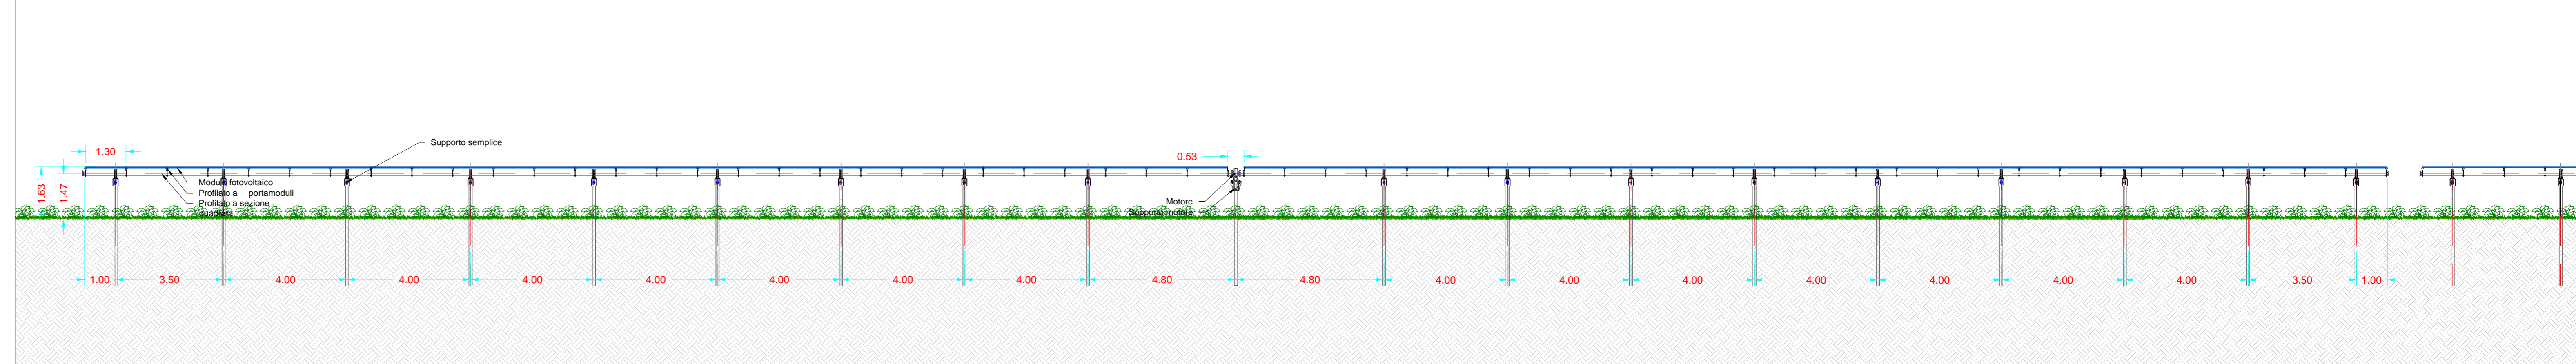 Supporto semplice
1.30
0.53
1.63
1.47
Modulo fotovoltaico
Profilato a portamoduli
Profilato a sezione
quadrata
Motore
Supporto motore
1.00 3.50 4.00 4.00 4.00 4.00 4.00 4.00 4.00 4.80 4.80 4.00 4.00 4.00 4.00 4.00 4.00 4.00 3.50 1.00